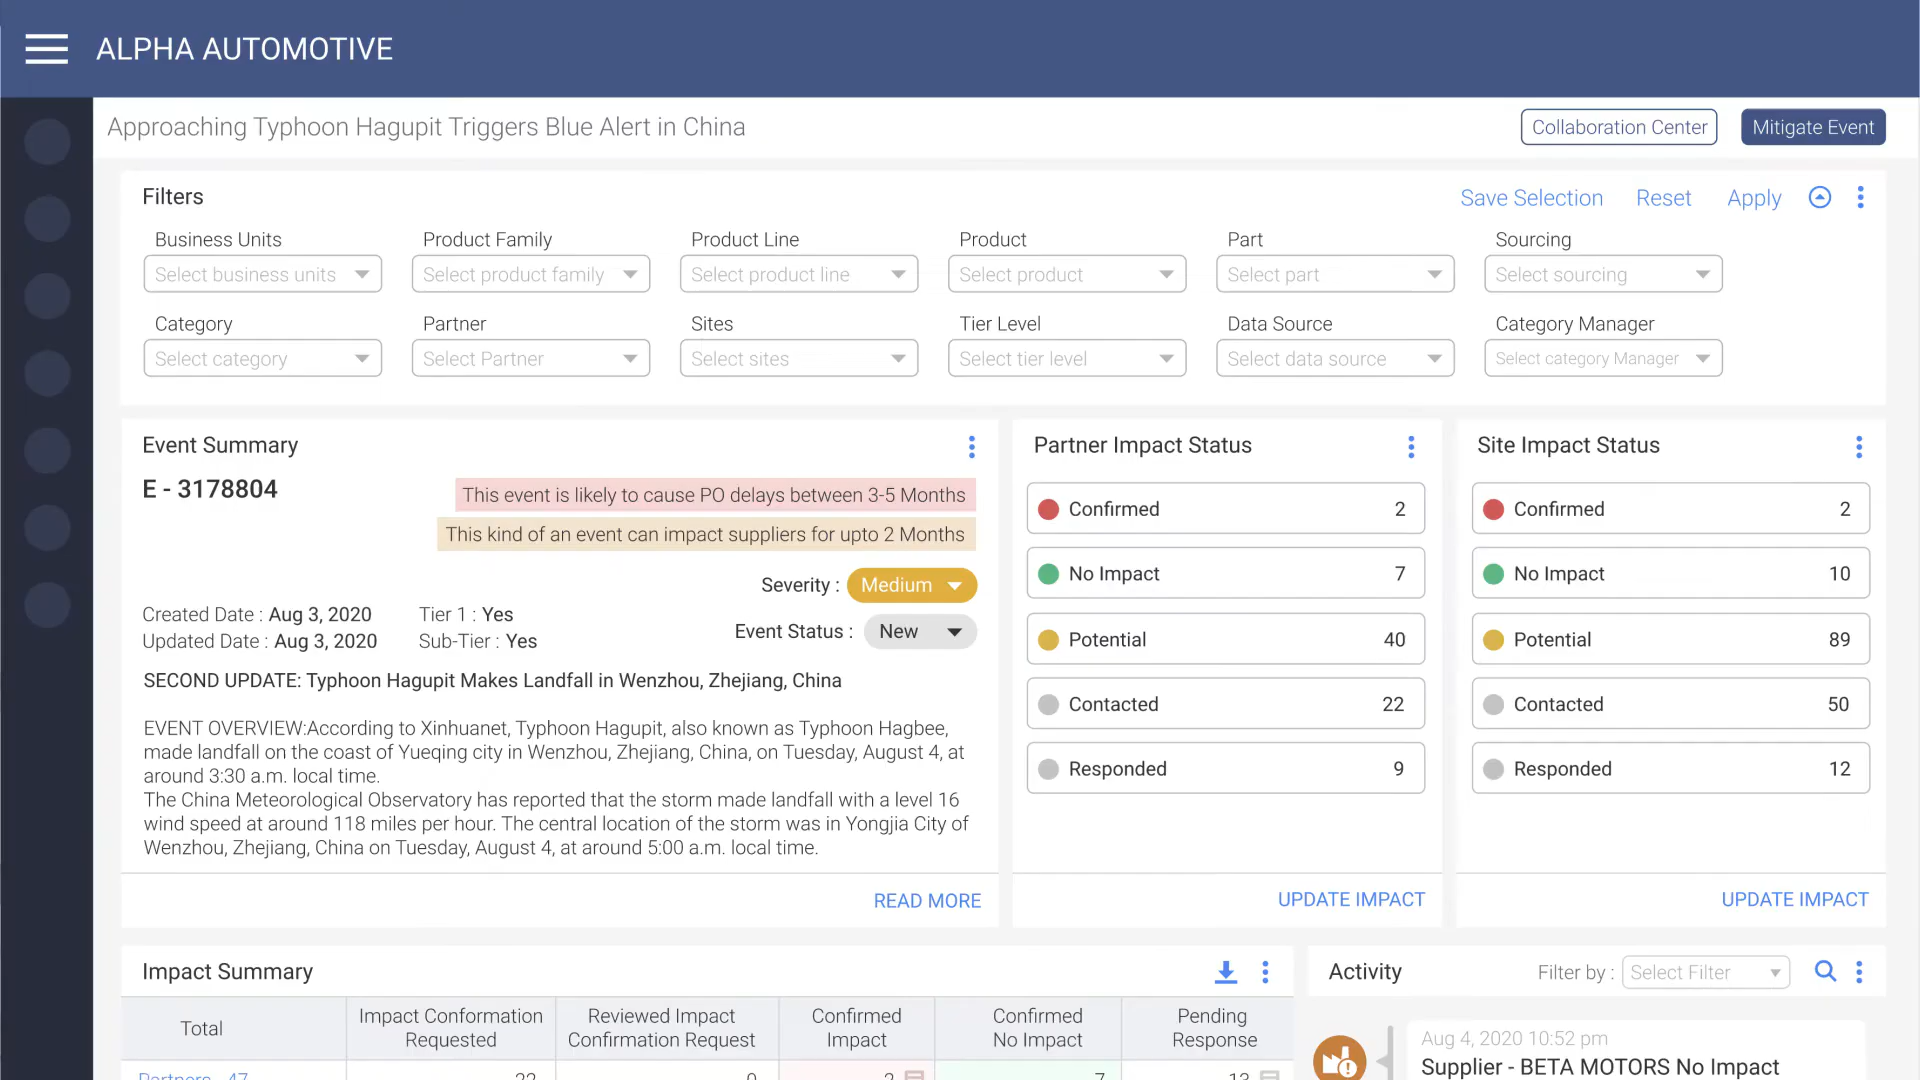 ALPHA AUTOMOTIVE
Approaching Typhoon Hagupit Triggers Blue Alert in China
Collaboration Center
Mitigate Event
Filters
Save Selection
Reset
Apply
Business Units
Product Family
Product Line
Product
Part
Sourcing
Select business units
Select product family
Select product line
Select product
Select part
Select sourcing
Category
Partner
Sites
Tier Level
Data Source
Category Manager
Select category
Select Partner
Select sites
Select tier level
Select data source
Select category Manager
Event Summary
E - 3178804
This event is likely to cause PO delays between 3-5 Months
This kind of an event can impact suppliers for upto 2 Months
Severity : Medium
Created Date : Aug 3, 2020
Tier 1 : Yes
Event Status : New
Updated Date : Aug 3, 2020
Sub-Tier : Yes
SECOND UPDATE: Typhoon Hagupit Makes Landfall in Wenzhou, Zhejiang, China
EVENT OVERVIEW:According to Xinhuanet, Typhoon Hagupit, also known as Typhoon Hagbee,
made landfall on the coast of Yueqing city in Wenzhou, Zhejiang, China, on Tuesday, August 4, at
around 3:30 a.m. local time.
The China Meteorological Observatory has reported that the storm made landfall with a level 16
wind speed at around 118 miles per hour. The central location of the storm was in Yongjia City of
Wenzhou, Zhejiang, China on Tuesday, August 4, at around 5:00 a.m. local time.
READ MORE
Partner Impact Status
Confirmed 2
No Impact 7
Potential 40
Contacted 22
Responded 9
UPDATE IMPACT
Site Impact Status
Confirmed 2
No Impact 10
Potential 89
Contacted 50
Responded 12
UPDATE IMPACT
Impact Summary
Total
Impact Conformation
Requested
Reviewed Impact
Confirmation Request
Confirmed
Impact
Confirmed
No Impact
Pending
Response
Partners - 47
22
0
2
7
13
Activity
Filter by : Select Filter
Aug 4, 2020 10:52 pm
Supplier - BETA MOTORS No Impact